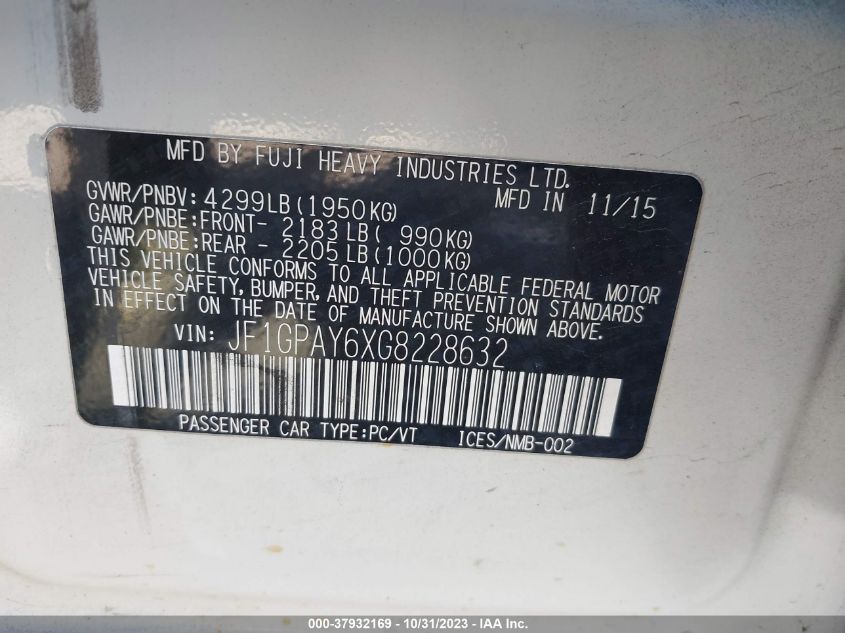 MFD BY FUJI HEAVY INDUSTRIES LTD.
GVWR/PNBV: 4299LB(1950KG) MFD IN 11/15
GAWR/PNBE:FRONT- 2183LB( 990KG)
GAWR/PNBE:REAR - 2205LB(1000KG)
THIS VEHICLE CONFORMS TO ALL APPLICABLE FEDERAL MOTOR
VEHICLE SAFETY, BUMPER, AND THEFT PREVENTION STANDARDS
IN EFFECT ON THE DATE OF MANUFACTURE SHOWN ABOVE.
VIN: JF1GPAY6XG8228632
PASSENGER CAR TYPE:PC/VT ICES/NMB-002
000-37932169 - 10/31/2023 - IAA Inc.